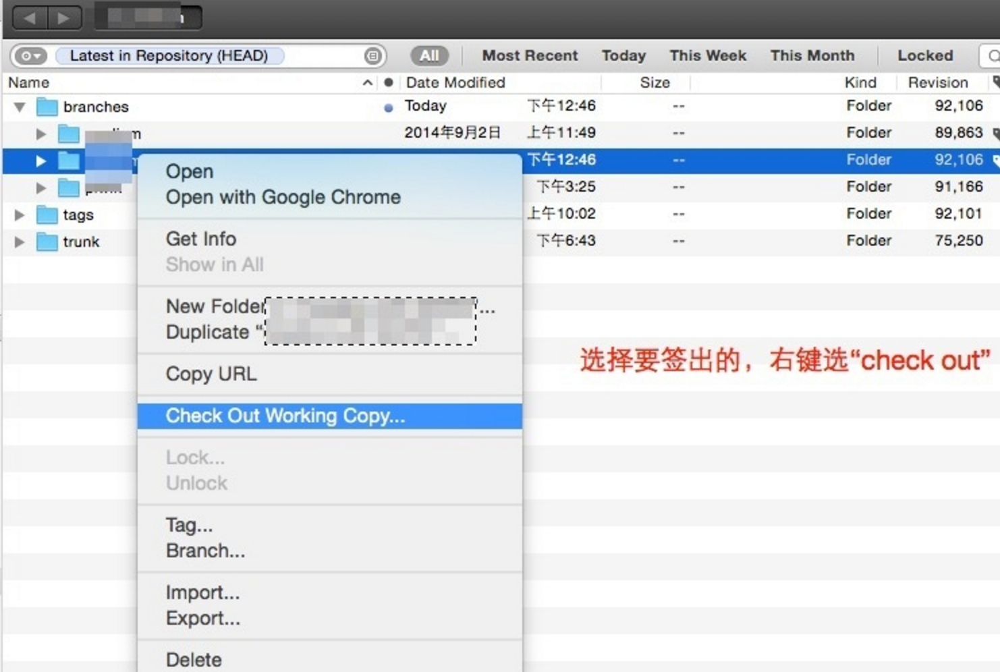 Latest in Repository (HEAD) All Most Recent Today This Week This Month Locked
Name Date Modified Size Kind Revision
branches Today 下午12:46 -- Folder 92,106
2014年9月2日 上午11:49 -- Folder 89,863
下午12:46 -- Folder 92,106
下午3:25 -- Folder 91,166
tags 上午10:02 -- Folder 92,101
trunk 下午6:43 -- Folder 75,250
Open
Open with Google Chrome
Get Info
Show in All
New Folder ...
Duplicate “
Copy URL
选择要签出的，右键选“check out”
Check Out Working Copy...
Lock...
Unlock
Tag...
Branch...
Import...
Export...
Delete